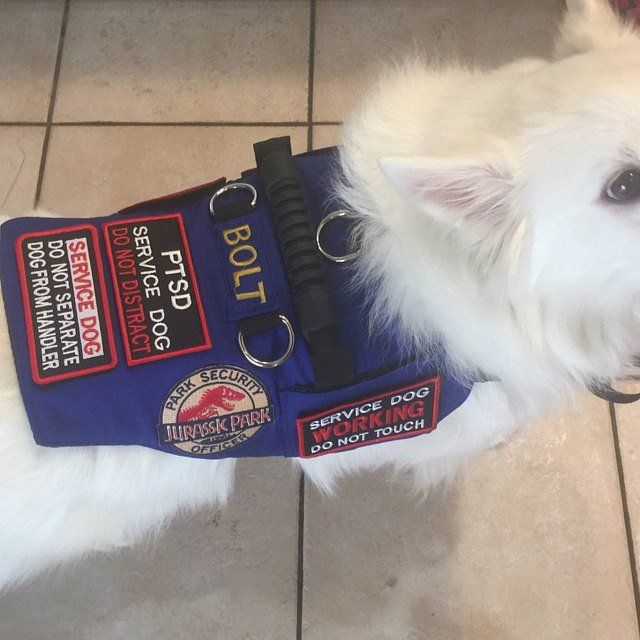 SERVICE DOG
DO NOT SEPARATE
DOG FROM HANDLER
PTSD
SERVICE DOG
DO NOT DISTRACT
BOLT
PARK SECURITY
JURASSIC PARK
OFFICER
SERVICE DOG
WORKING
DO NOT TOUCH